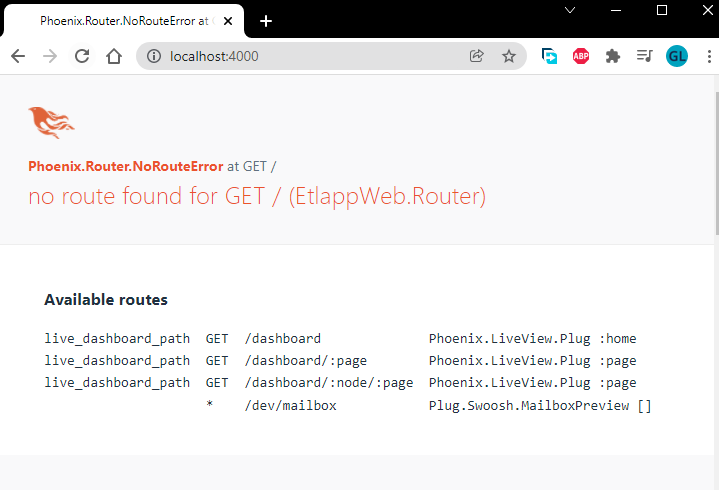 Phoenix.Router.NoRouteError at G
localhost:4000
ABP
GL
Phoenix.Router.NoRouteError at GET /
no route found for GET / (EtlappWeb.Router)
Available routes
live_dashboard_path GET /dashboard Phoenix.LiveView.Plug :home
live_dashboard_path GET /dashboard/:page Phoenix.LiveView.Plug :page
live_dashboard_path GET /dashboard/:node/:page Phoenix.LiveView.Plug :page
* /dev/mailbox Plug.Swoosh.MailboxPreview []